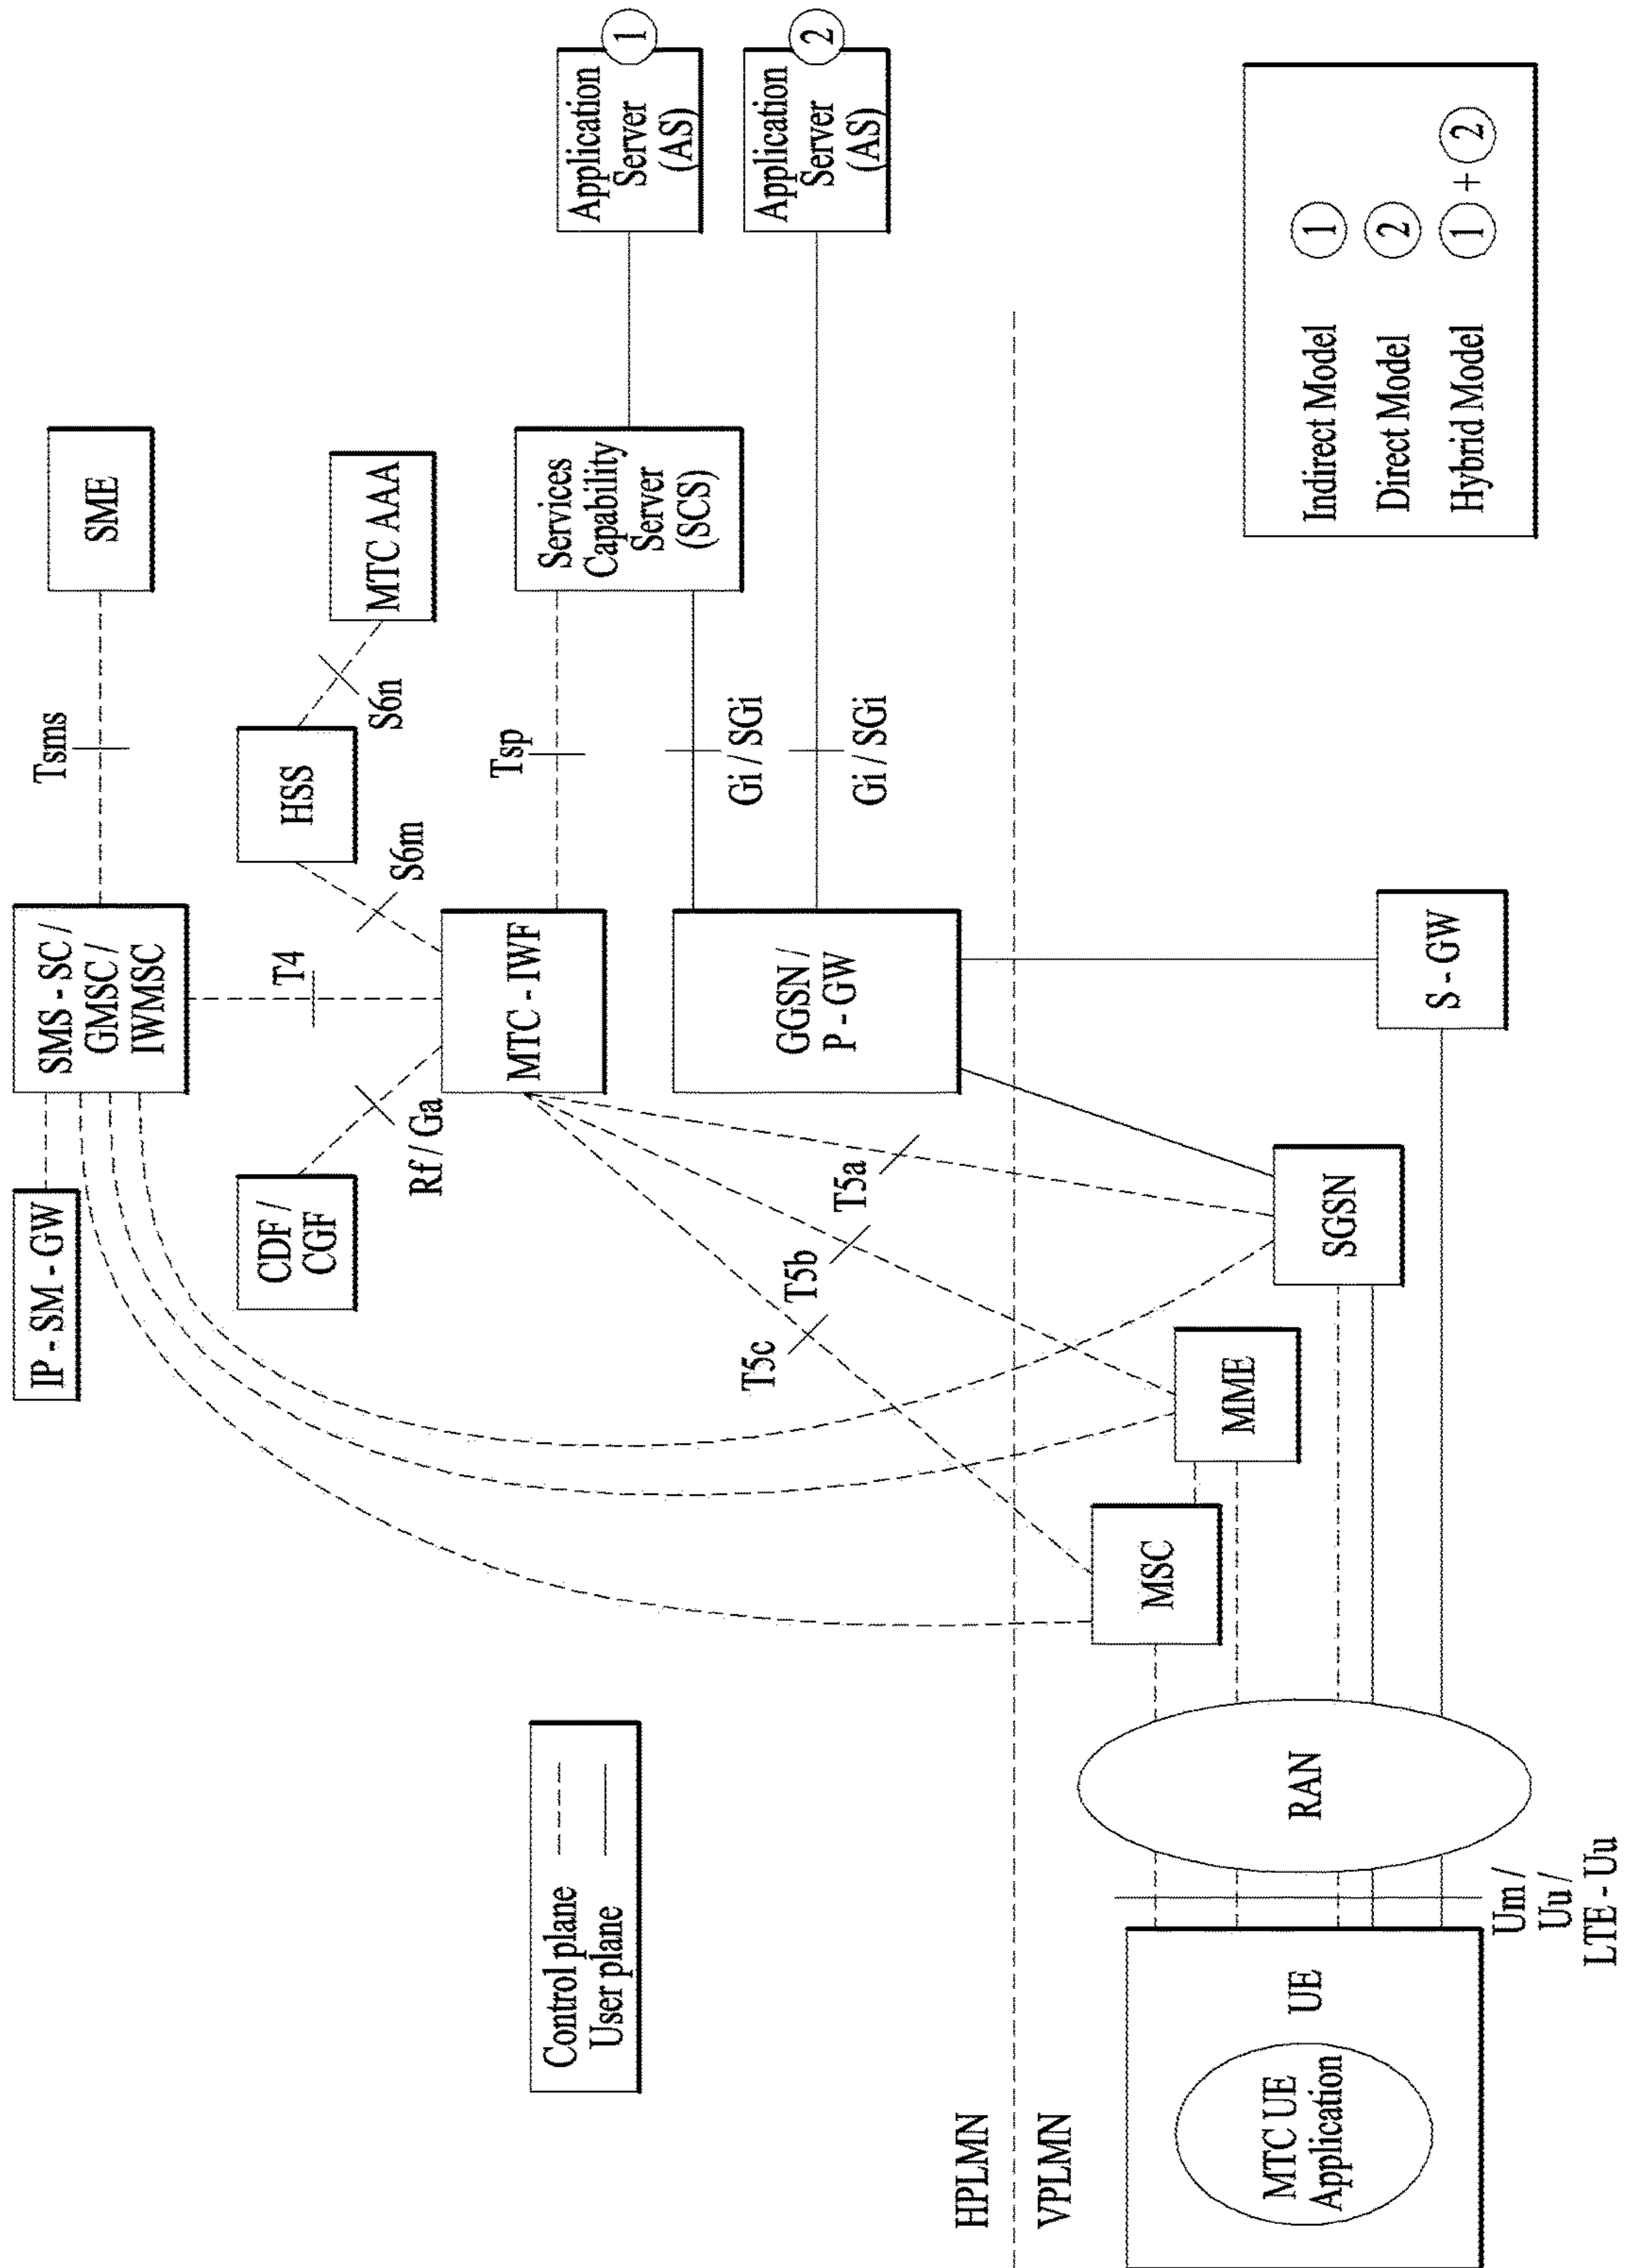 IP - SM - GW
SMS - SC /
GMSC /
IWMSC
Tsms
SME
CDF /
CGF
Rf / Ga
T4
HSS
S6m
S6n
MTC AAA
Control plane
User plane
MTC - IWF
Tsp
Services
Capability
Server
(SCS)
Application
Server
(AS)
1
T5c
T5b
T5a
GGSN /
P - GW
Gi / SGi
Gi / SGi
Application
Server
(AS)
2
HPLMN
VPLMN
MSC
MME
SGSN
S - GW
MTC UE
Application
UE
RAN
Um /
Uu /
LTE - Uu
Indirect Model 1
Direct Model 2
Hybrid Model 1 + 2